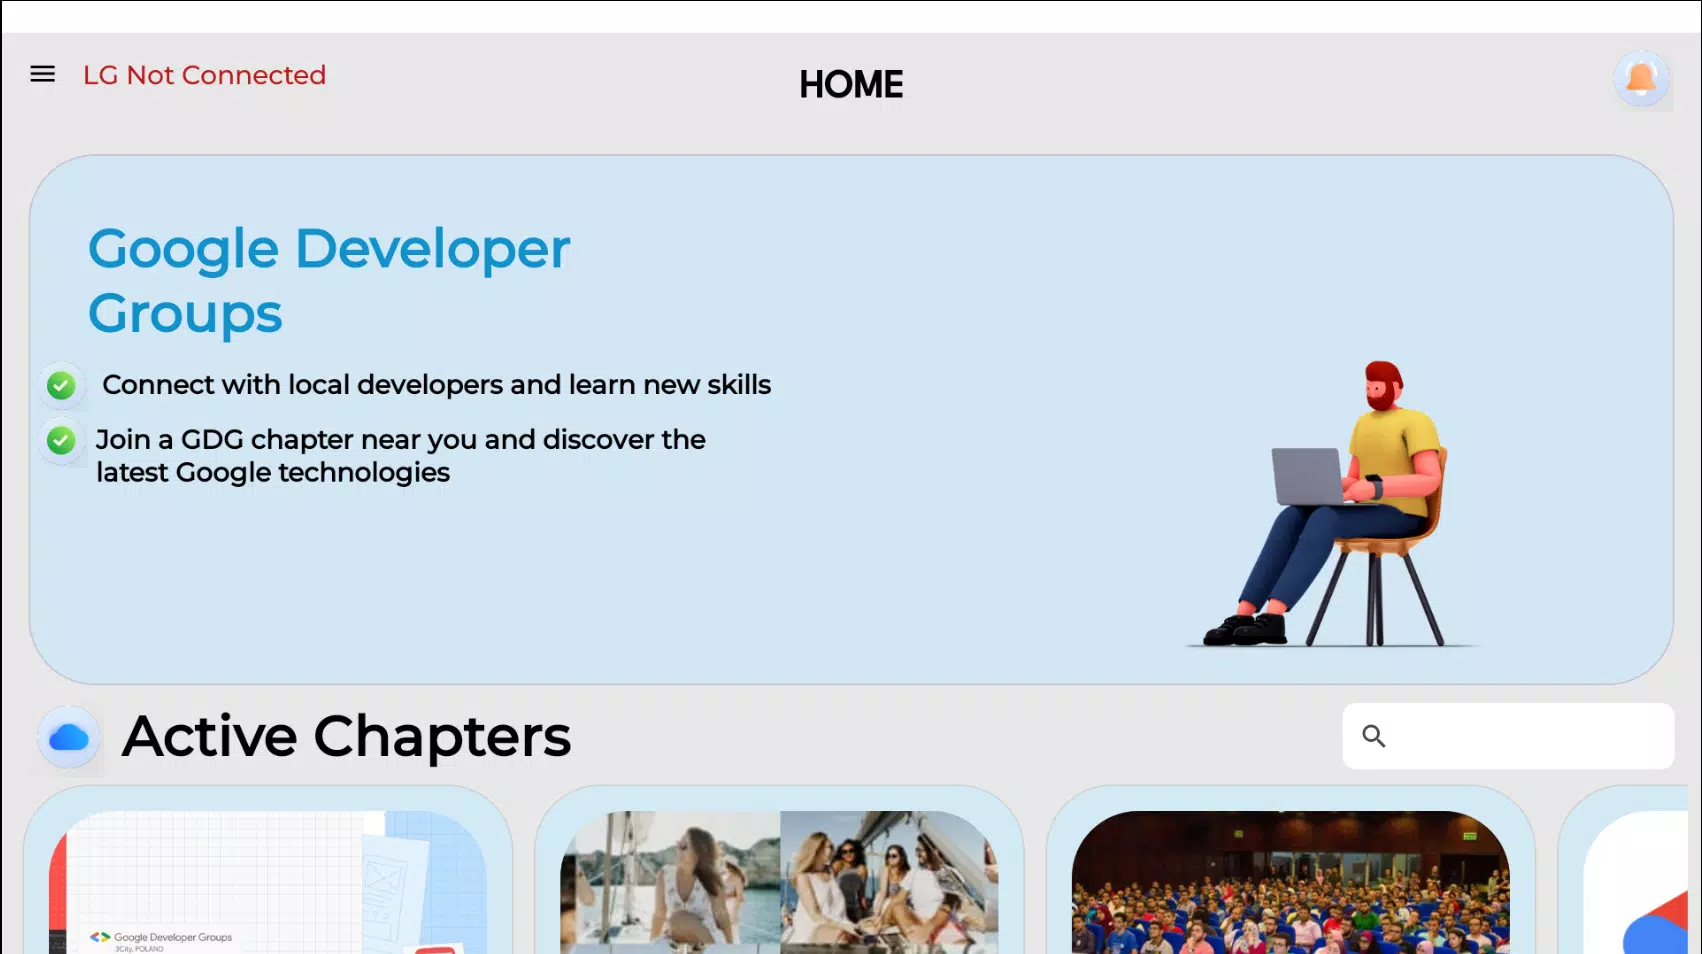 LG Not Connected
HOME
Google Developer
Groups
Connect with local developers and learn new skills
Join a GDG chapter near you and discover the
latest Google technologies
Active Chapters
Google Developer Groups
3City, POLAND